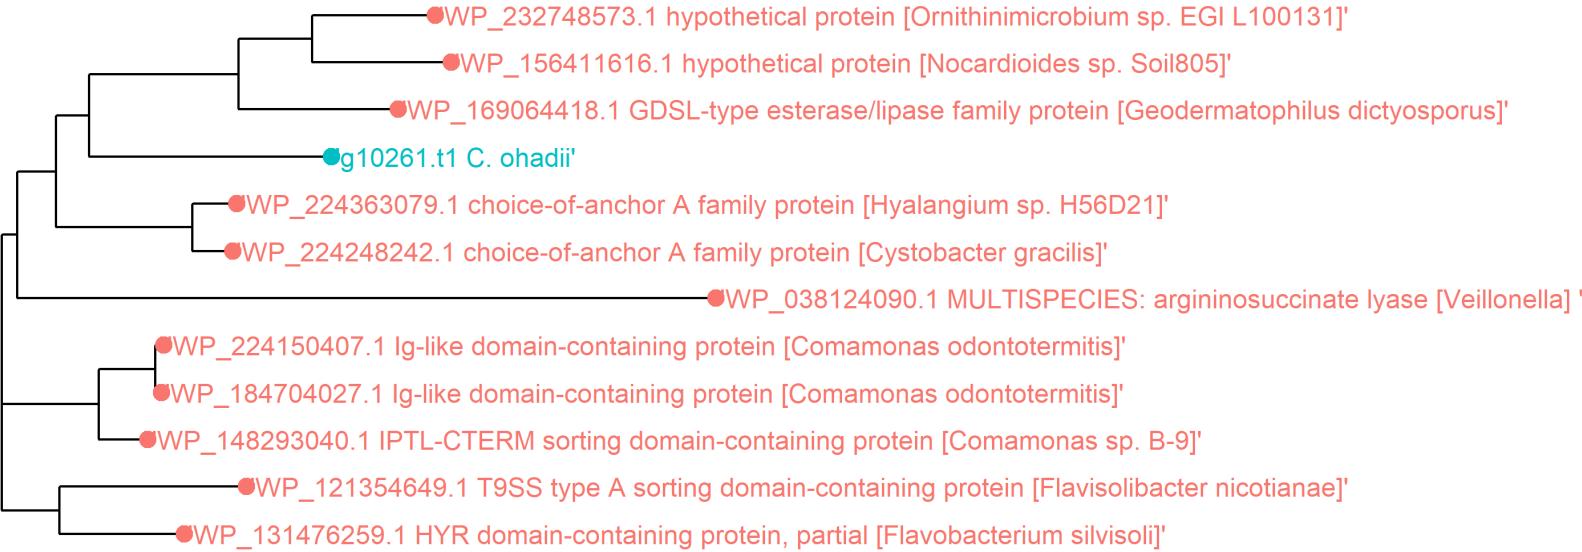 'WP_232748573.1 hypothetical protein [Ornithinimicrobium sp. EGI L100131]'
'WP_156411616.1 hypothetical protein [Nocardioides sp. Soil805]'
'WP_169064418.1 GDSL-type esterase/lipase family protein [Geodermatophilus dictyosporus]'
'g10261.t1 C. ohadii'
'WP_224363079.1 choice-of-anchor A family protein [Hyalangium sp. H56D21]'
'WP_224248242.1 choice-of-anchor A family protein [Cystobacter gracilis]'
'WP_038124090.1 MULTISPECIES: argininosuccinate lyase [Veillonella] '
'WP_224150407.1 Ig-like domain-containing protein [Comamonas odontotermitis]'
'WP_184704027.1 Ig-like domain-containing protein [Comamonas odontotermitis]'
'WP_148293040.1 IPTL-CTERM sorting domain-containing protein [Comamonas sp. B-9]'
'WP_121354649.1 T9SS type A sorting domain-containing protein [Flavisolibacter nicotianae]'
'WP_131476259.1 HYR domain-containing protein, partial [Flavobacterium silvisoli]'